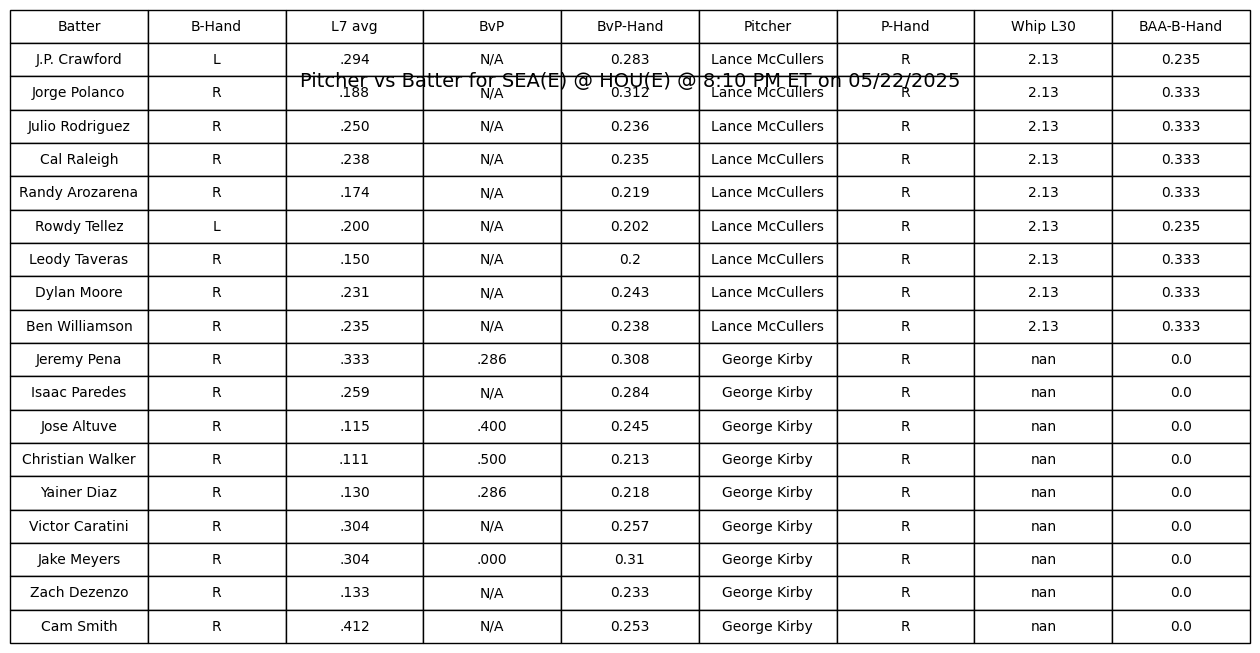 Batter B-Hand L7 avg BvP BvP-Hand Pitcher P-Hand Whip L30 BAA-B-Hand
J.P. Crawford L .294 N/A 0.283 Lance McCullers R 2.13 0.235
Pitcher vs Batter for SEA(E) @ HOU(E) @ 8:10 PM ET on 05/22/2025
Jorge Polanco R .188 N/A 0.312 Lance McCullers R 2.13 0.333
Julio Rodriguez R .250 N/A 0.236 Lance McCullers R 2.13 0.333
Cal Raleigh R .238 N/A 0.235 Lance McCullers R 2.13 0.333
Randy Arozarena R .174 N/A 0.219 Lance McCullers R 2.13 0.333
Rowdy Tellez L .200 N/A 0.202 Lance McCullers R 2.13 0.235
Leody Taveras R .150 N/A 0.2 Lance McCullers R 2.13 0.333
Dylan Moore R .231 N/A 0.243 Lance McCullers R 2.13 0.333
Ben Williamson R .235 N/A 0.238 Lance McCullers R 2.13 0.333
Jeremy Pena R .333 .286 0.308 George Kirby R nan 0.0
Isaac Paredes R .259 N/A 0.284 George Kirby R nan 0.0
Jose Altuve R .115 .400 0.245 George Kirby R nan 0.0
Christian Walker R .111 .500 0.213 George Kirby R nan 0.0
Yainer Diaz R .130 .286 0.218 George Kirby R nan 0.0
Victor Caratini R .304 N/A 0.257 George Kirby R nan 0.0
Jake Meyers R .304 .000 0.31 George Kirby R nan 0.0
Zach Dezenzo R .133 N/A 0.233 George Kirby R nan 0.0
Cam Smith R .412 N/A 0.253 George Kirby R nan 0.0